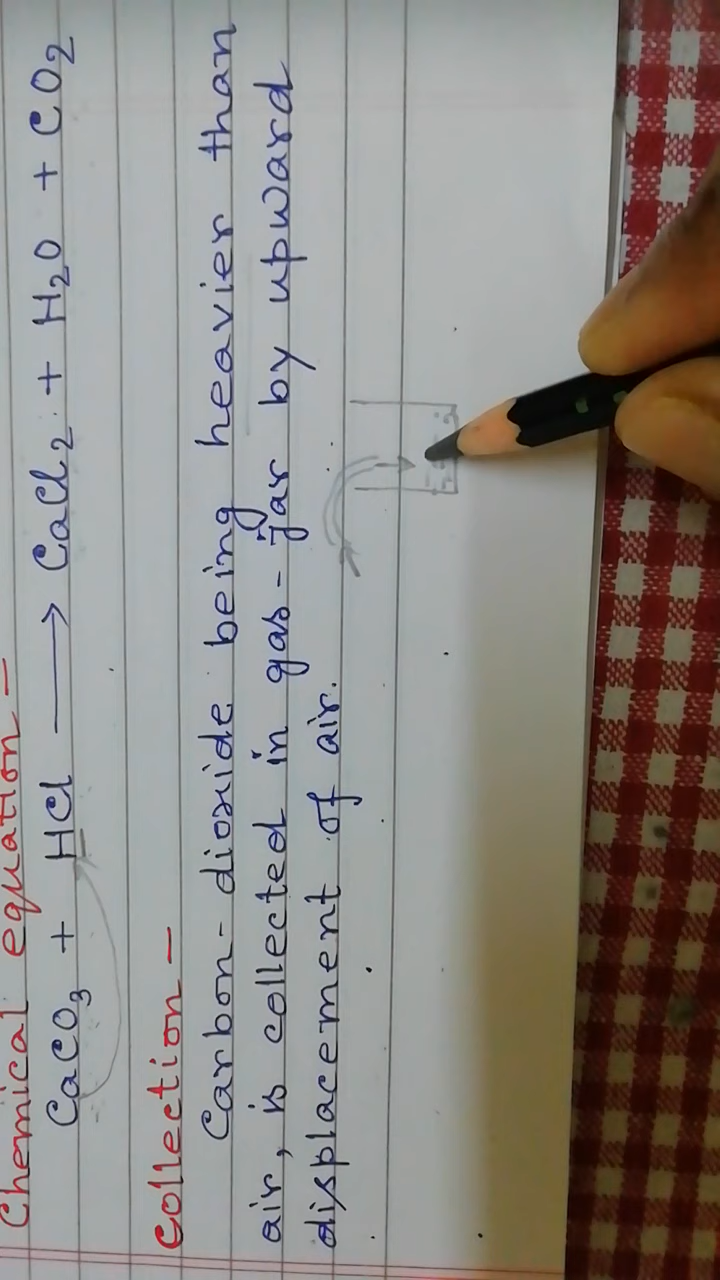 Chemical equation -
CaCO3 + HCl ⟶ CaCl2 + H2O + CO2
Collection -
Carbon - dioxide being heavier than
air, is collected in gas - jar by upward
displacement of air.